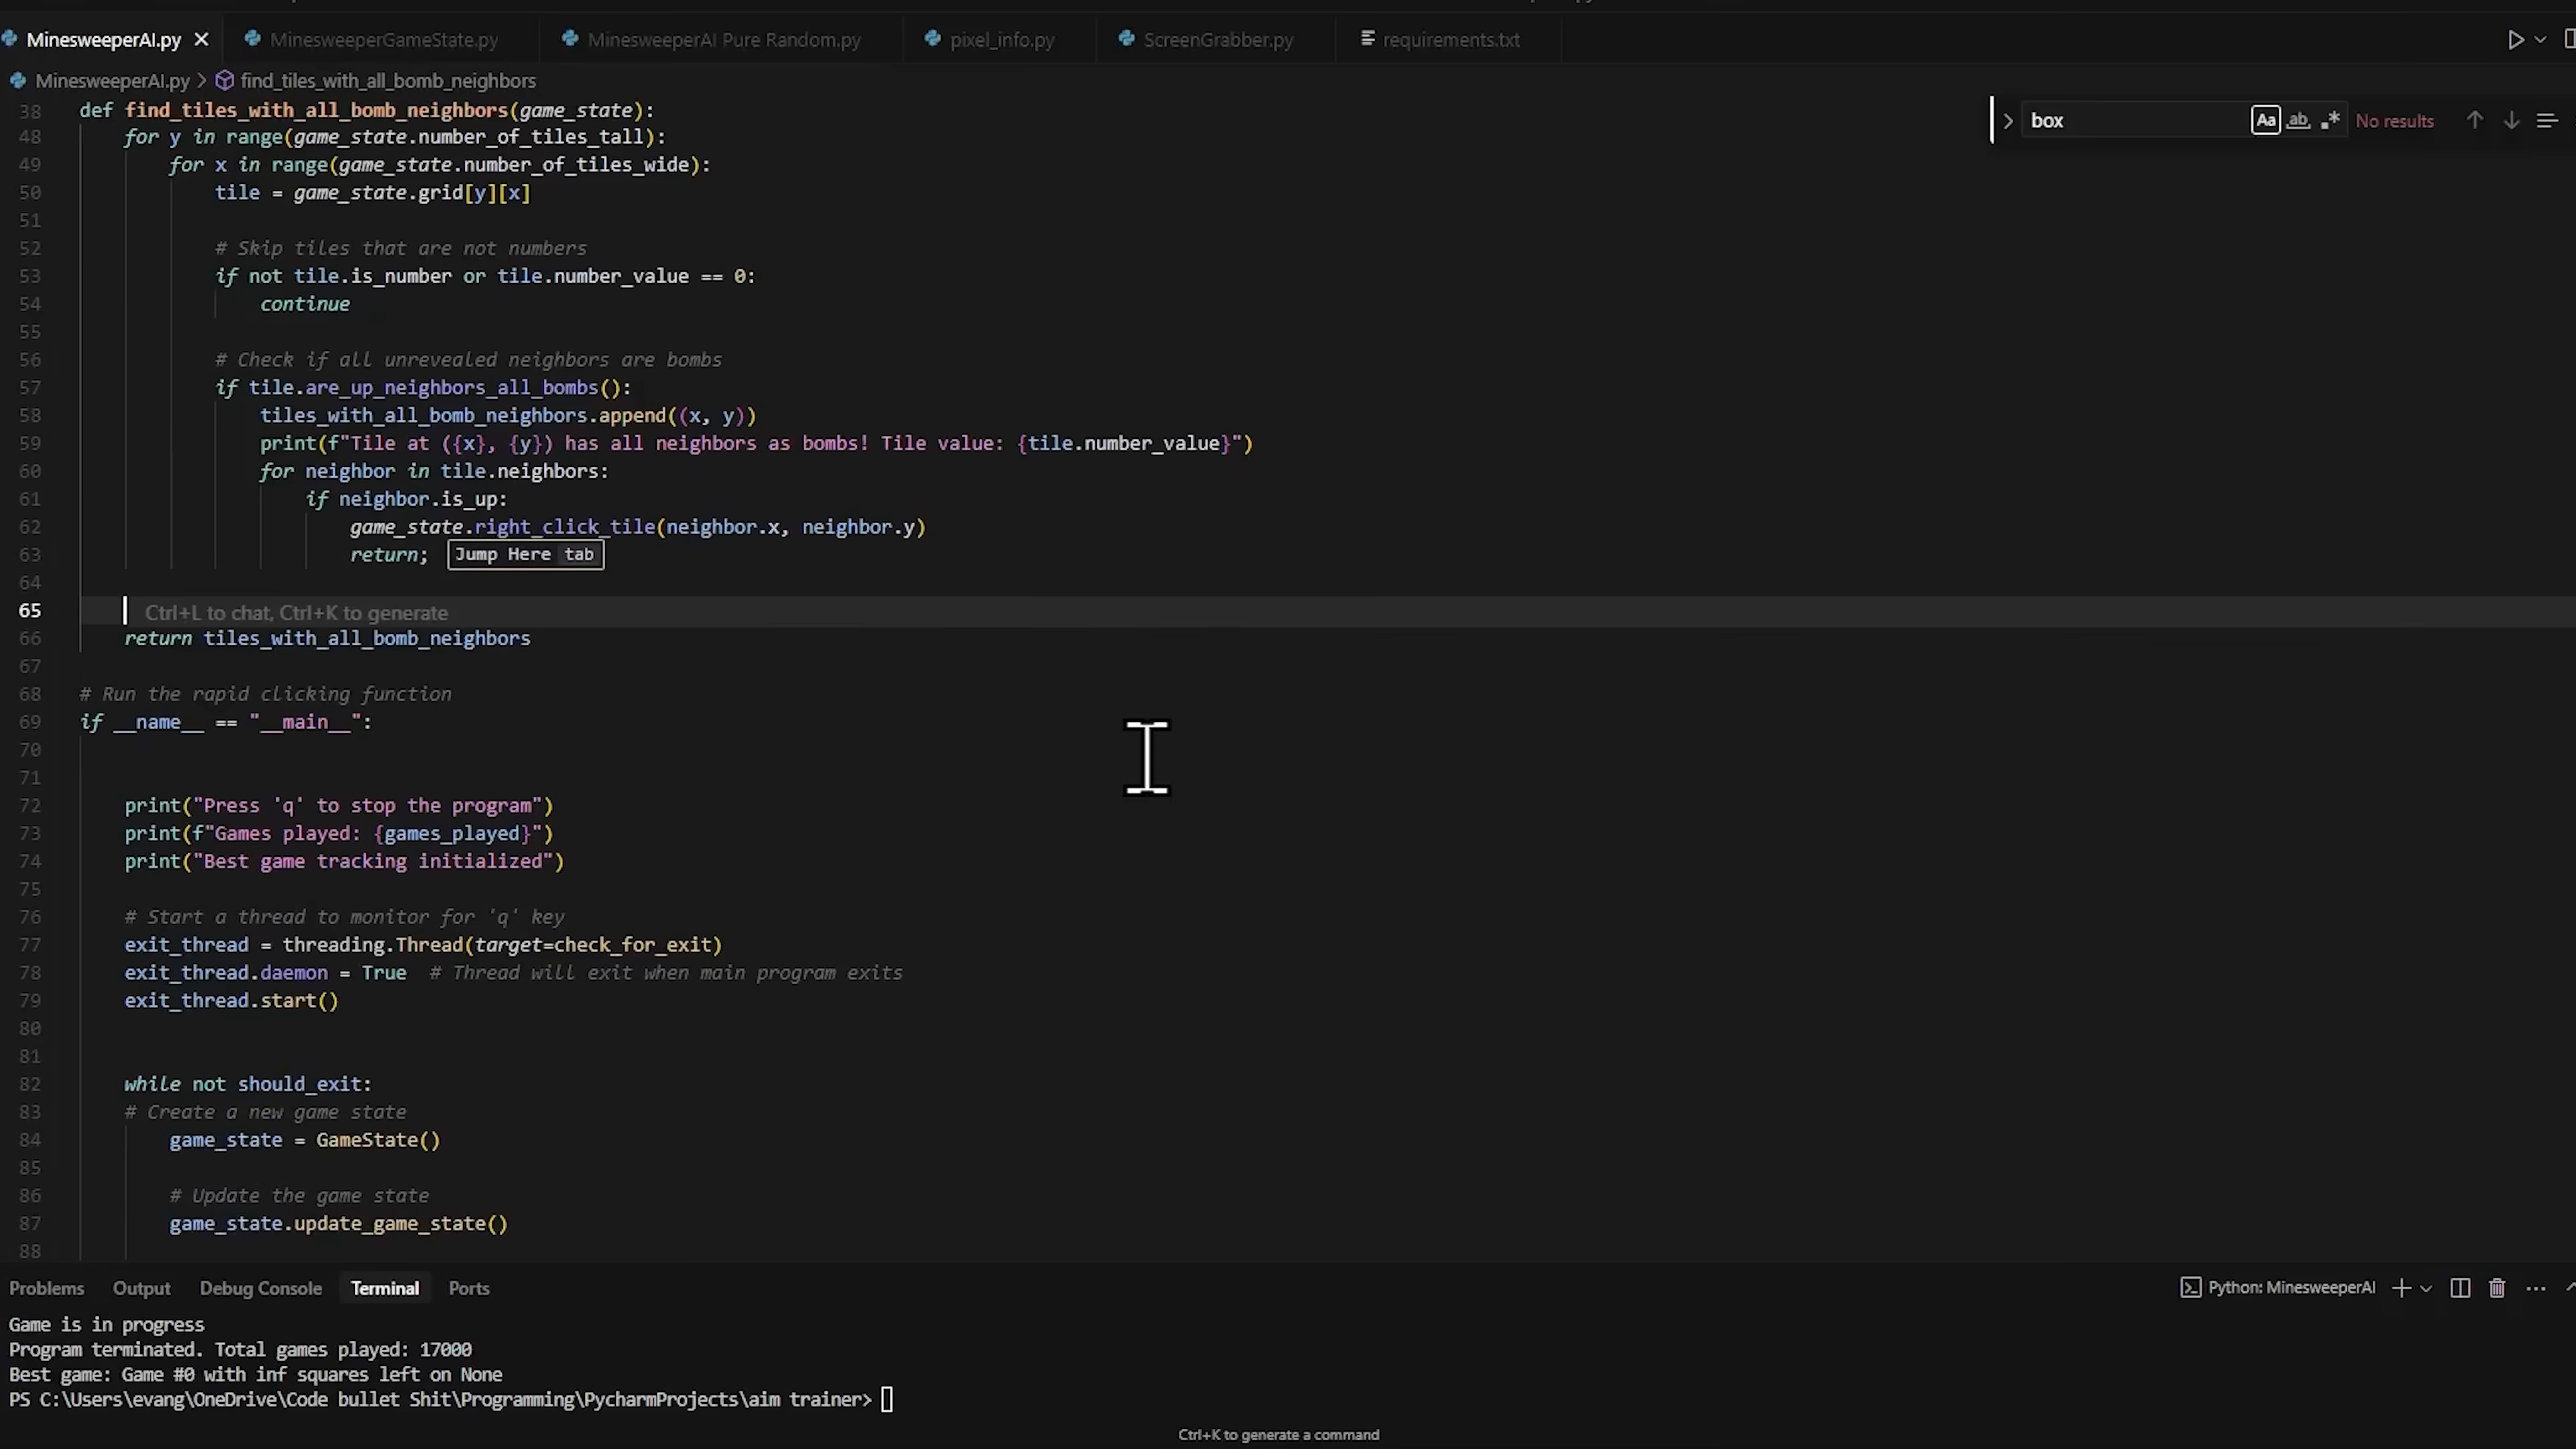 MinesweeperAI.py
MinesweeperGameState.py
MinesweeperAI Pure Random.py
pixel_info.py
ScreenGrabber.py
requirements.txt
MinesweeperAI.py > find_tiles_with_all_bomb_neighbors
box
Aa
ab
.*
No results
38 def find_tiles_with_all_bomb_neighbors(game_state):
48 for y in range(game_state.number_of_tiles_tall):
49 for x in range(game_state.number_of_tiles_wide):
50 tile = game_state.grid[y][x]
51
52 # Skip tiles that are not numbers
53 if not tile.is_number or tile.number_value == 0:
54 continue
55
56 # Check if all unrevealed neighbors are bombs
57 if tile.are_up_neighbors_all_bombs():
58 tiles_with_all_bomb_neighbors.append((x, y))
59 print(f"Tile at ({x}, {y}) has all neighbors as bombs! Tile value: {tile.number_value}")
60 for neighbor in tile.neighbors:
61 if neighbor.is_up:
62 game_state.right_click_tile(neighbor.x, neighbor.y)
63 return; Jump Here tab
64
65 Ctrl+L to chat, Ctrl+K to generate
66 return tiles_with_all_bomb_neighbors
67
68 # Run the rapid clicking function
69 if __name__ == "__main__":
70
71
72 print("Press 'q' to stop the program")
73 print(f"Games played: {games_played}")
74 print("Best game tracking initialized")
75
76 # Start a thread to monitor for 'q' key
77 exit_thread = threading.Thread(target=check_for_exit)
78 exit_thread.daemon = True # Thread will exit when main program exits
79 exit_thread.start()
80
81
82 while not should_exit:
83 # Create a new game state
84 game_state = GameState()
85
86 # Update the game state
87 game_state.update_game_state()
88
Problems Output Debug Console Terminal Ports
Python: MinesweeperAI
Game is in progress
Program terminated. Total games played: 17000
Best game: Game #0 with inf squares left on None
PS C:\Users\evang\OneDrive\Code bullet Shit\Programming\PycharmProjects\aim trainer>
Ctrl+K to generate a command